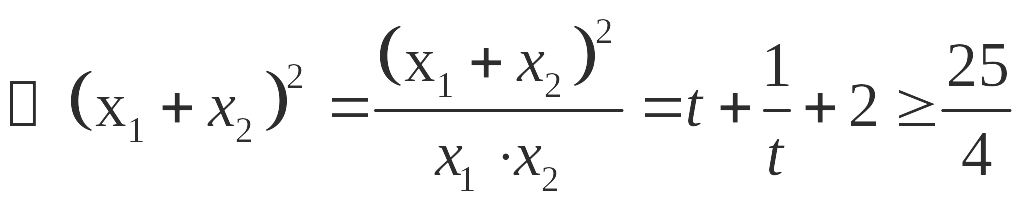 ▯ (x₁ + x₂)² = (x₁ + x₂)² / (x₁ · x₂) = t + 1/t + 2 ≥ 25/4